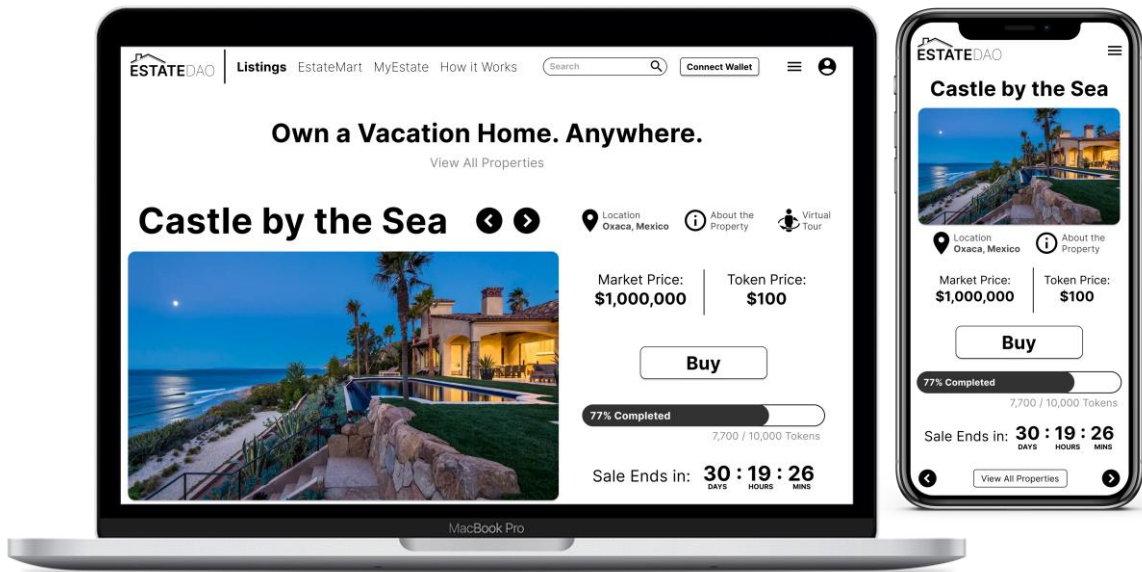 ESTATEDAO Listings EstateMart MyEstate How it Works Search Connect Wallet
Own a Vacation Home. Anywhere.
View All Properties
Castle by the Sea
Location
Oxaca, Mexico
About the
Property
Virtual
Tour
Market Price:
$1,000,000
Token Price:
$100
Buy
77% Completed
7,700 / 10,000 Tokens
Sale Ends in: 30 : 19 : 26
DAYS HOURS MINS
MacBook Pro
ESTATEDAO
Castle by the Sea
Location
Oxaca, Mexico
About the
Property
Market Price:
$1,000,000
Token Price:
$100
Buy
77% Completed
7,700 / 10,000 Tokens
Sale Ends in: 30 : 19 : 26
DAYS HOURS MINS
View All Properties